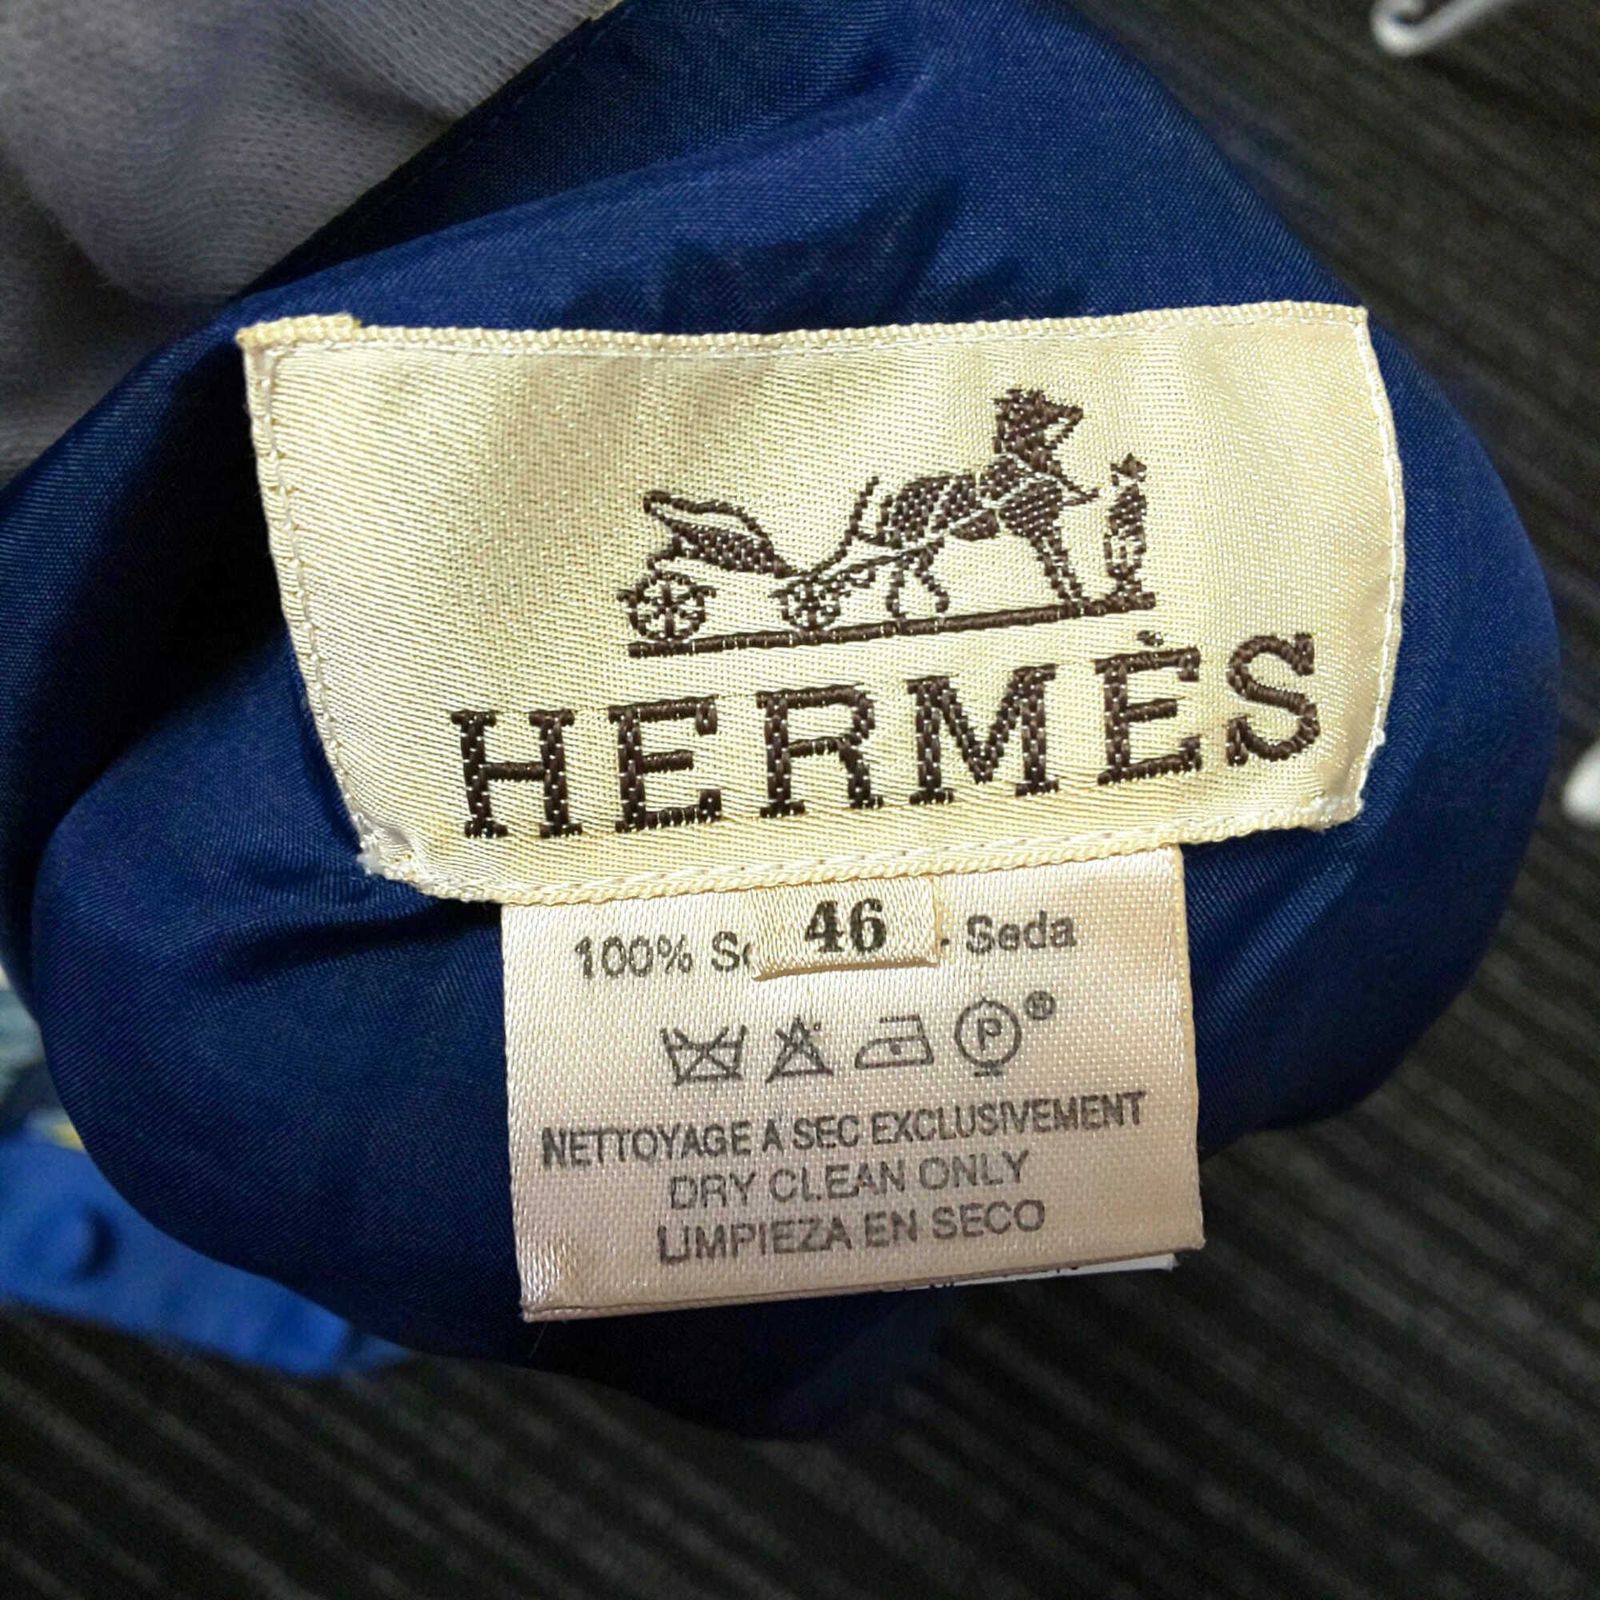 HERMÈS
46
100% Seda
NETTOYAGE A SEC EXCLUSIVEMENT
DRY CLEAN ONLY
LIMPIEZA EN SECO
P ®